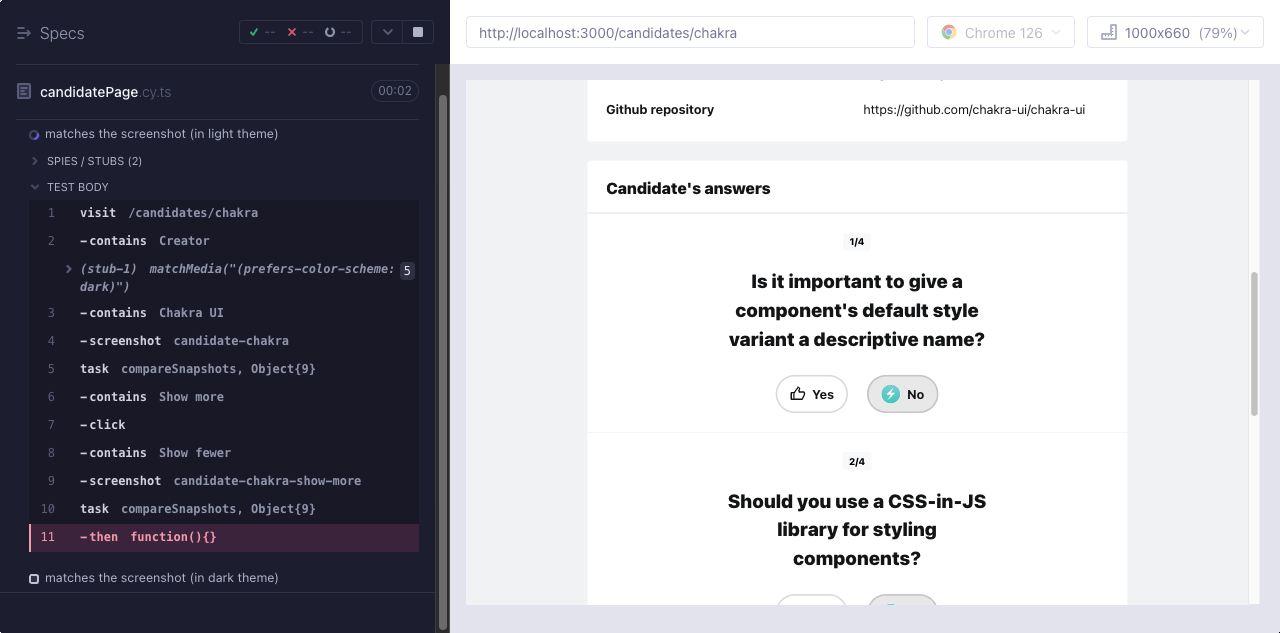 Specs
-- -- --
candidatePage.cy.ts
00:02
matches the screenshot (in light theme)
SPIES / STUBS (2)
TEST BODY
1 visit /candidates/chakra
2 -contains Creator
(stub-1) matchMedia("(prefers-color-scheme: dark)") 5
3 -contains Chakra UI
4 -screenshot candidate-chakra
5 task compareSnapshots, Object{9}
6 -contains Show more
7 -click
8 -contains Show fewer
9 -screenshot candidate-chakra-show-more
10 task compareSnapshots, Object{9}
11 -then function(){}
matches the screenshot (in dark theme)
http://localhost:3000/candidates/chakra
Chrome 126
1000x660 (79%)
Github repository
https://github.com/chakra-ui/chakra-ui
Candidate's answers
1/4
Is it important to give a
component's default style
variant a descriptive name?
Yes
No
2/4
Should you use a CSS-in-JS
library for styling
components?